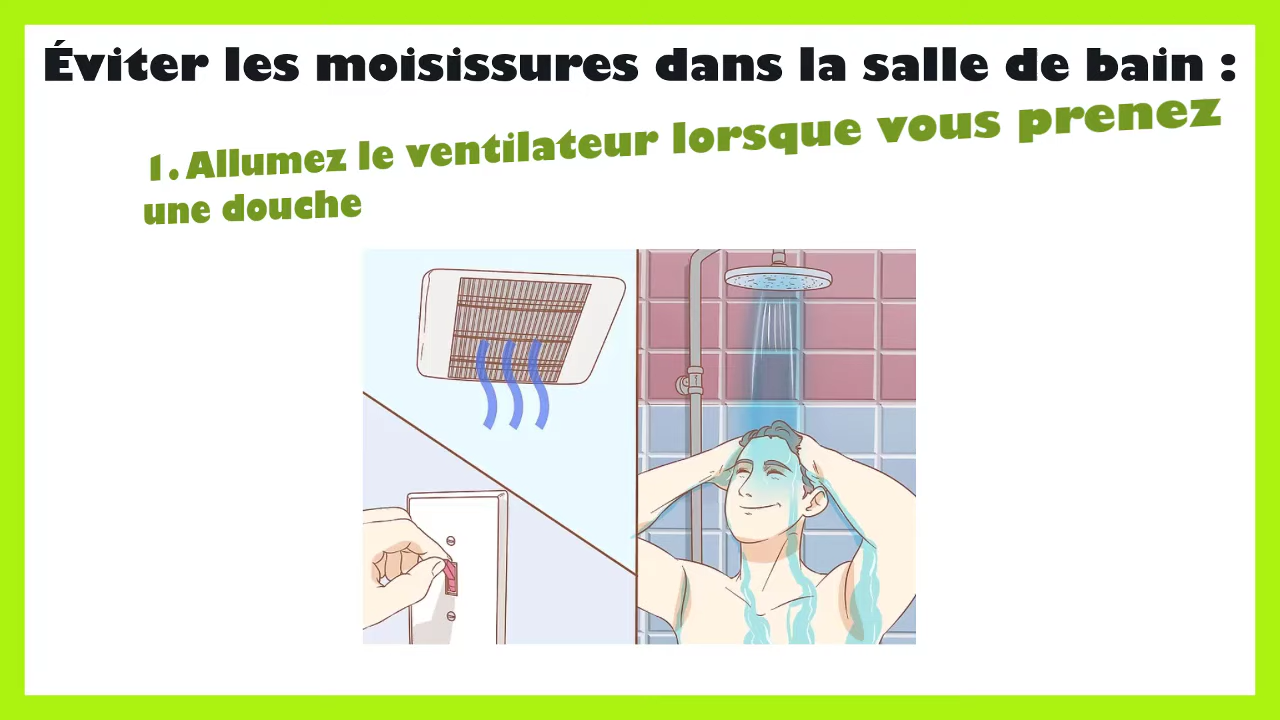 Éviter les moisissures dans la salle de bain :
1. Allumez le ventilateur lorsque vous prenez
une douche